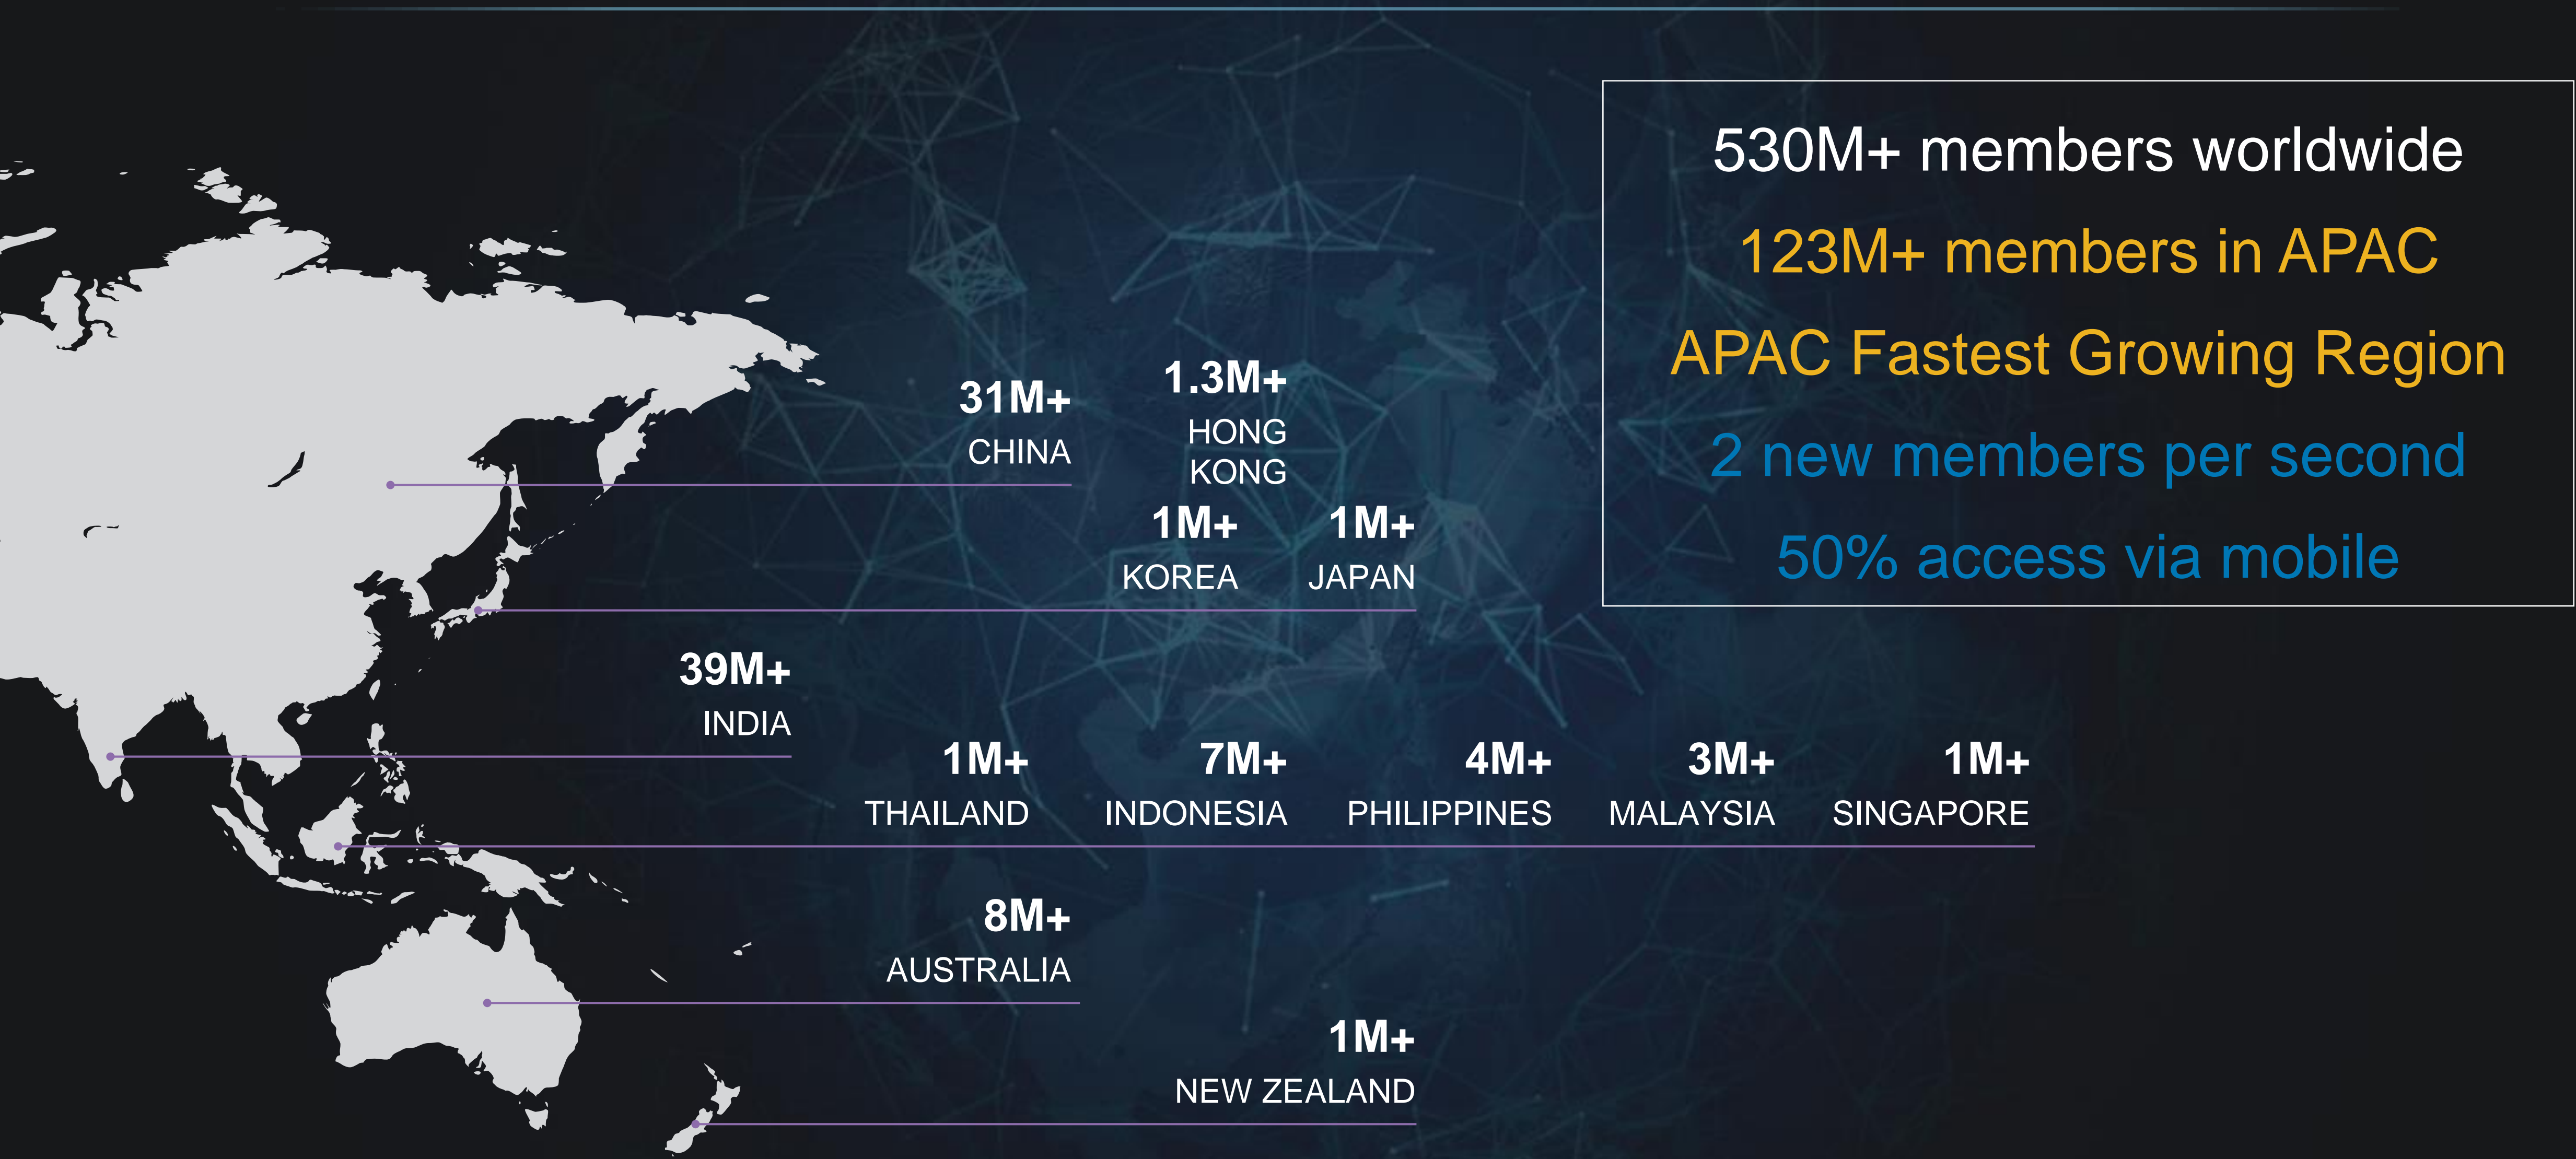 530M+ members worldwide
123M+ members in APAC
APAC Fastest Growing Region
2 new members per second
50% access via mobile
31M+
CHINA
1.3M+
HONG
KONG
1M+
KOREA
1M+
JAPAN
39M+
INDIA
1M+
THAILAND
7M+
INDONESIA
4M+
PHILIPPINES
3M+
MALAYSIA
1M+
SINGAPORE
8M+
AUSTRALIA
1M+
NEW ZEALAND